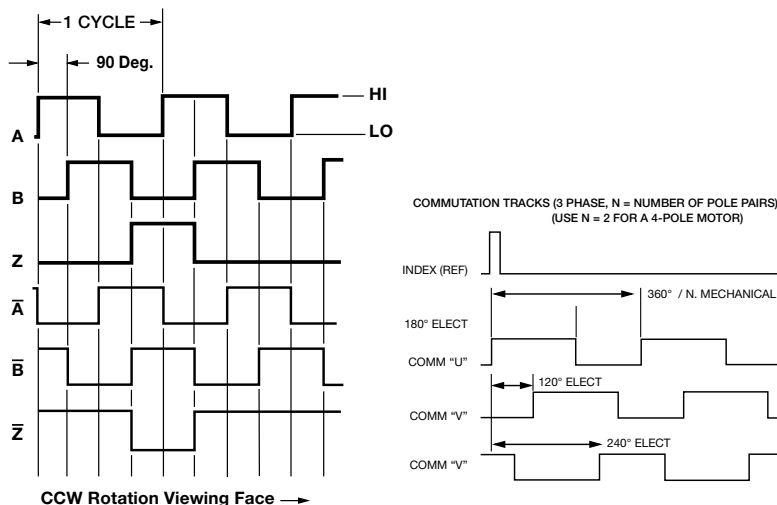 1 CYCLE
90 Deg.
HI
LO
A
B
Z
A̅
B̅
Z̅
CCW Rotation Viewing Face
COMMUTATION TRACKS (3 PHASE, N = NUMBER OF POLE PAIRS)
(USE N = 2 FOR A 4-POLE MOTOR)
INDEX (REF)
360° / N. MECHANICAL
180° ELECT
COMM "U"
120° ELECT
COMM "V"
240° ELECT
COMM "V"